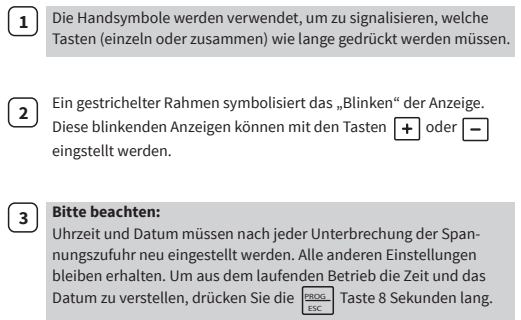 1 Die Handsymbole werden verwendet, um zu signalisieren, welche
Tasten (einzeln oder zusammen) wie lange gedrückt werden müssen.
2 Ein gestrichelter Rahmen symbolisiert das „Blinken“ der Anzeige.
Diese blinkenden Anzeigen können mit den Tasten + oder −
eingstellt werden.
3 Bitte beachten:
Uhrzeit und Datum müssen nach jeder Unterbrechung der Span-
nungszufuhr neu eingestellt werden. Alle anderen Einstellungen
bleiben erhalten. Um aus dem laufenden Betrieb die Zeit und das
Datum zu verstellen, drücken Sie die PROG ESC Taste 8 Sekunden lang.